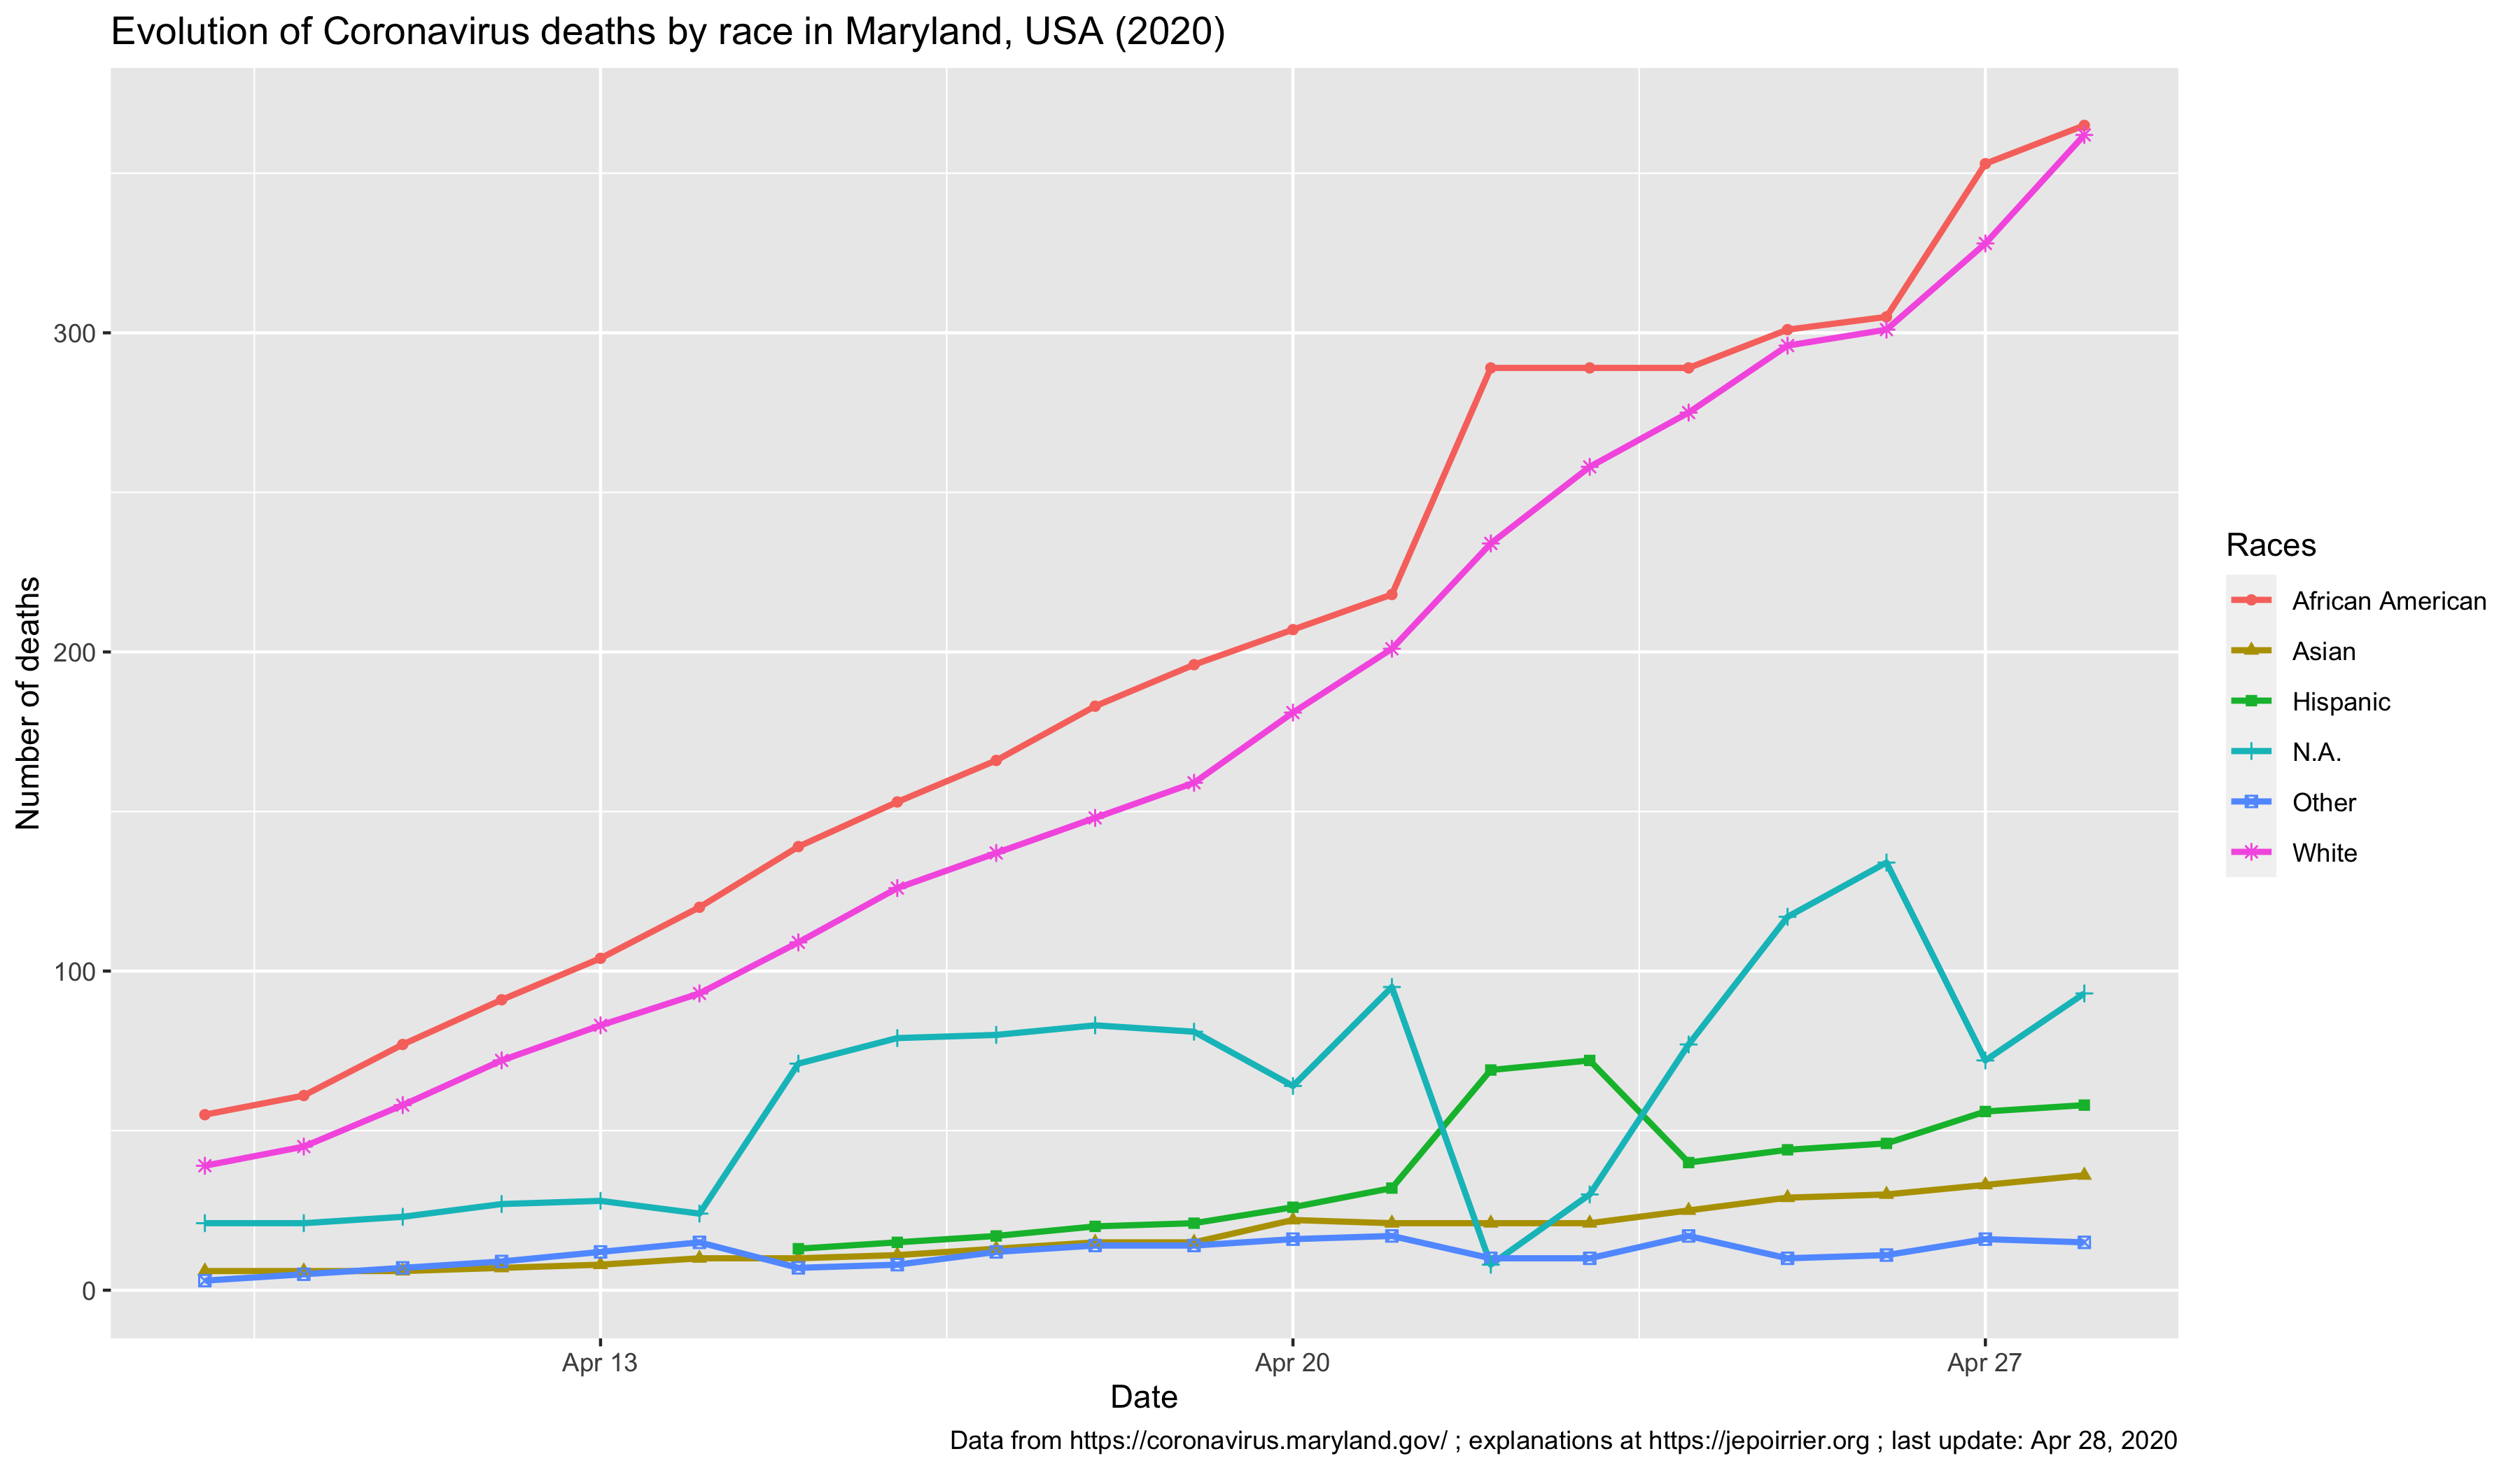 Evolution of Coronavirus deaths by race in Maryland, USA (2020)
Number of deaths
300
200
100
0
Apr 13
Apr 20
Apr 27
Date
Races
African American
Asian
Hispanic
N.A.
Other
White
Data from https://coronavirus.maryland.gov/ ; explanations at https://jepoirrier.org ; last update: Apr 28, 2020